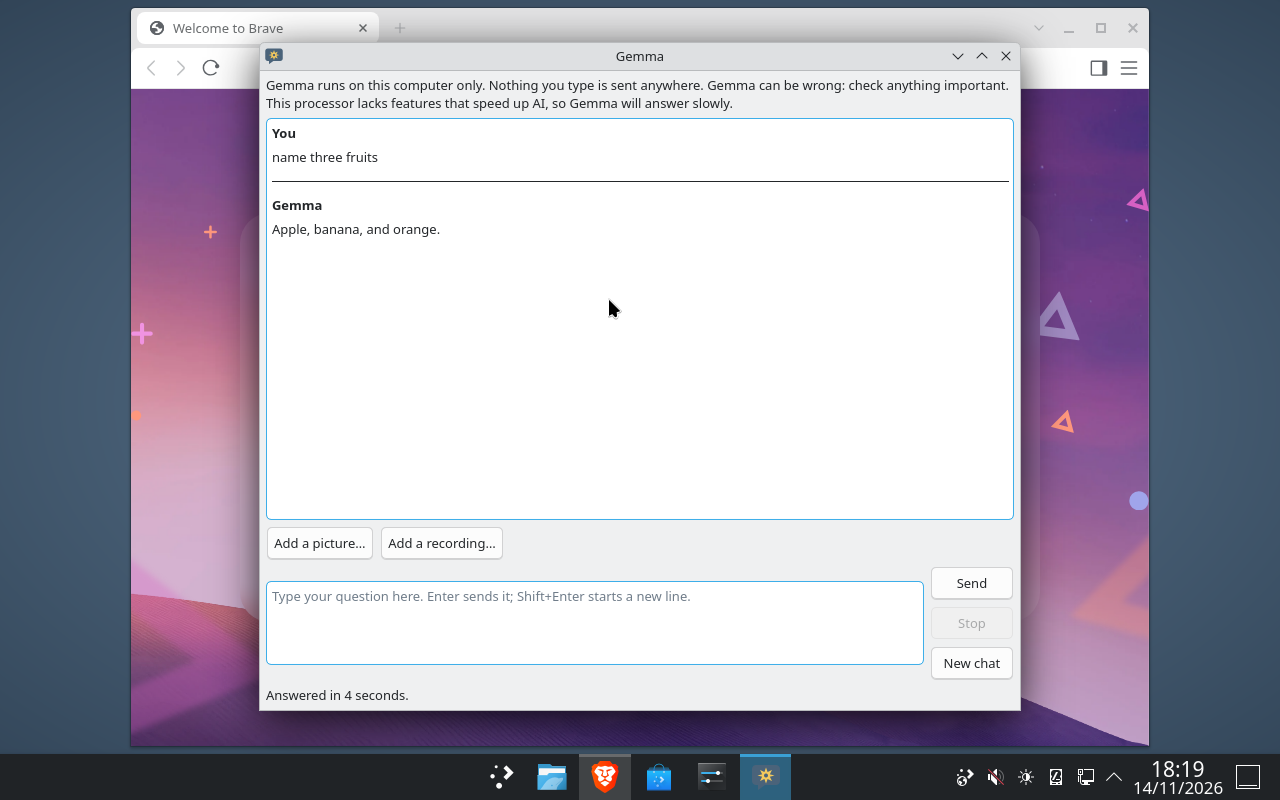 Welcome to Brave
Gemma
Gemma runs on this computer only. Nothing you type is sent anywhere. Gemma can be wrong: check anything important.
This processor lacks features that speed up AI, so Gemma will answer slowly.
You
name three fruits
Gemma
Apple, banana, and orange.
Add a picture...
Add a recording...
Type your question here. Enter sends it; Shift+Enter starts a new line.
Send
Stop
New chat
Answered in 4 seconds.
18:19
14/11/2026